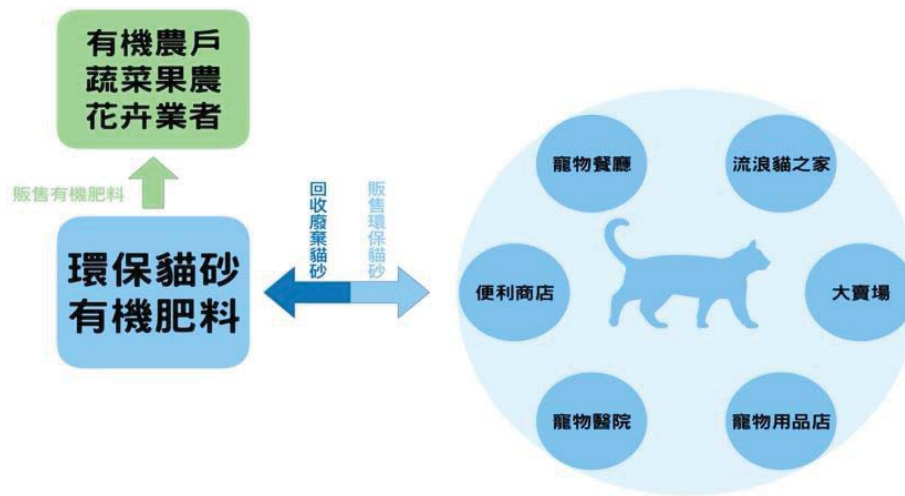 有機農戶
蔬菜果農
花卉業者
販售有機肥料
環保貓砂
有機肥料
回收廢棄貓砂
販售環保貓砂
寵物餐廳
流浪貓之家
便利商店
大賣場
寵物醫院
寵物用品店